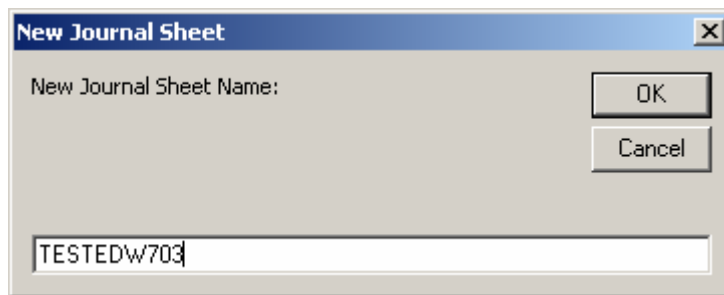 New Journal Sheet
New Journal Sheet Name:
OK
Cancel
TESTEDW703